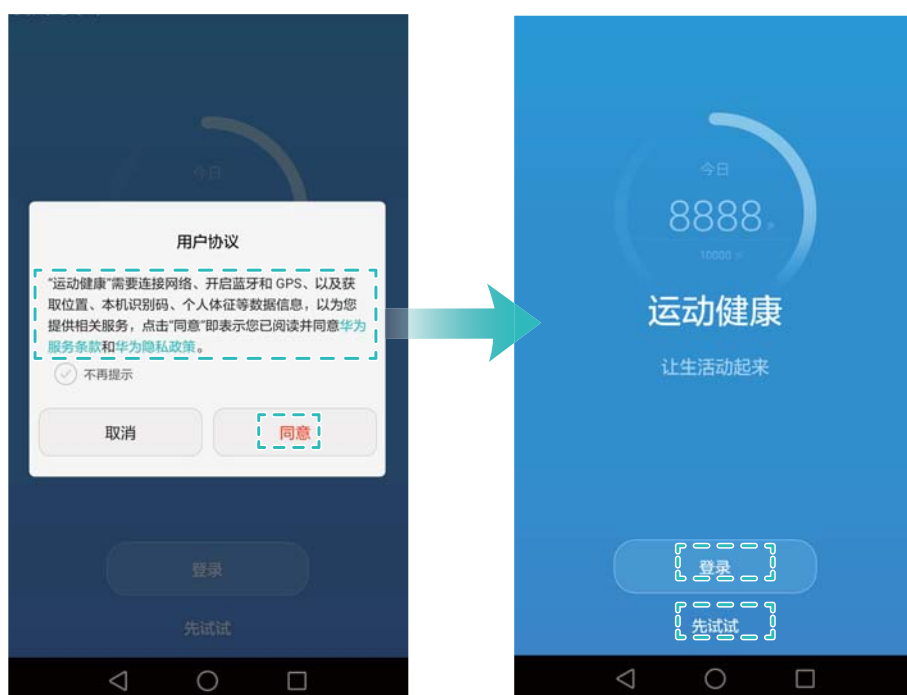 今日
用户协议
“运动健康”需要连接网络、开启蓝牙和 GPS、以及获
取位置、本机识别码、个人体征等数据信息，以为您
提供相关服务，点击“同意”即表示您已阅读并同意华为
服务条款和华为隐私政策。
不再提示
取消
同意
登录
先试试
今日
8888 步
10000 步
运动健康
让生活动起来
登录
先试试